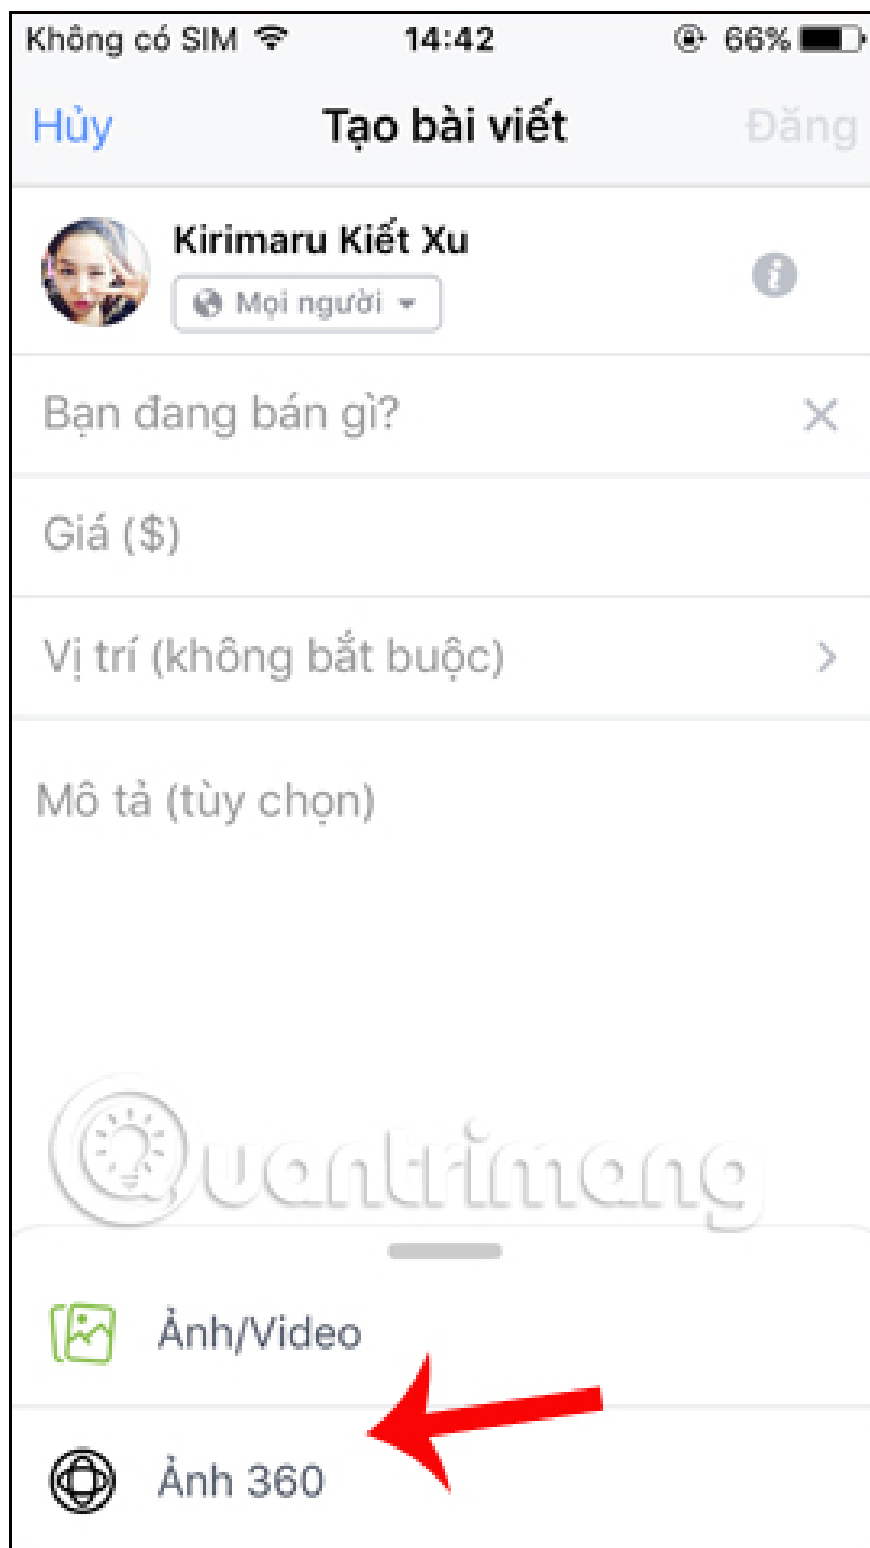 Không có SIM 14:42 66%
Hủy Tạo bài viết Đăng
Kirimaru Kiết Xu
Mọi người
Bạn đang bán gì?
Giá ($)
Vị trí (không bắt buộc)
Mô tả (tùy chọn)
Quantrimang
Ảnh/Video
Ảnh 360